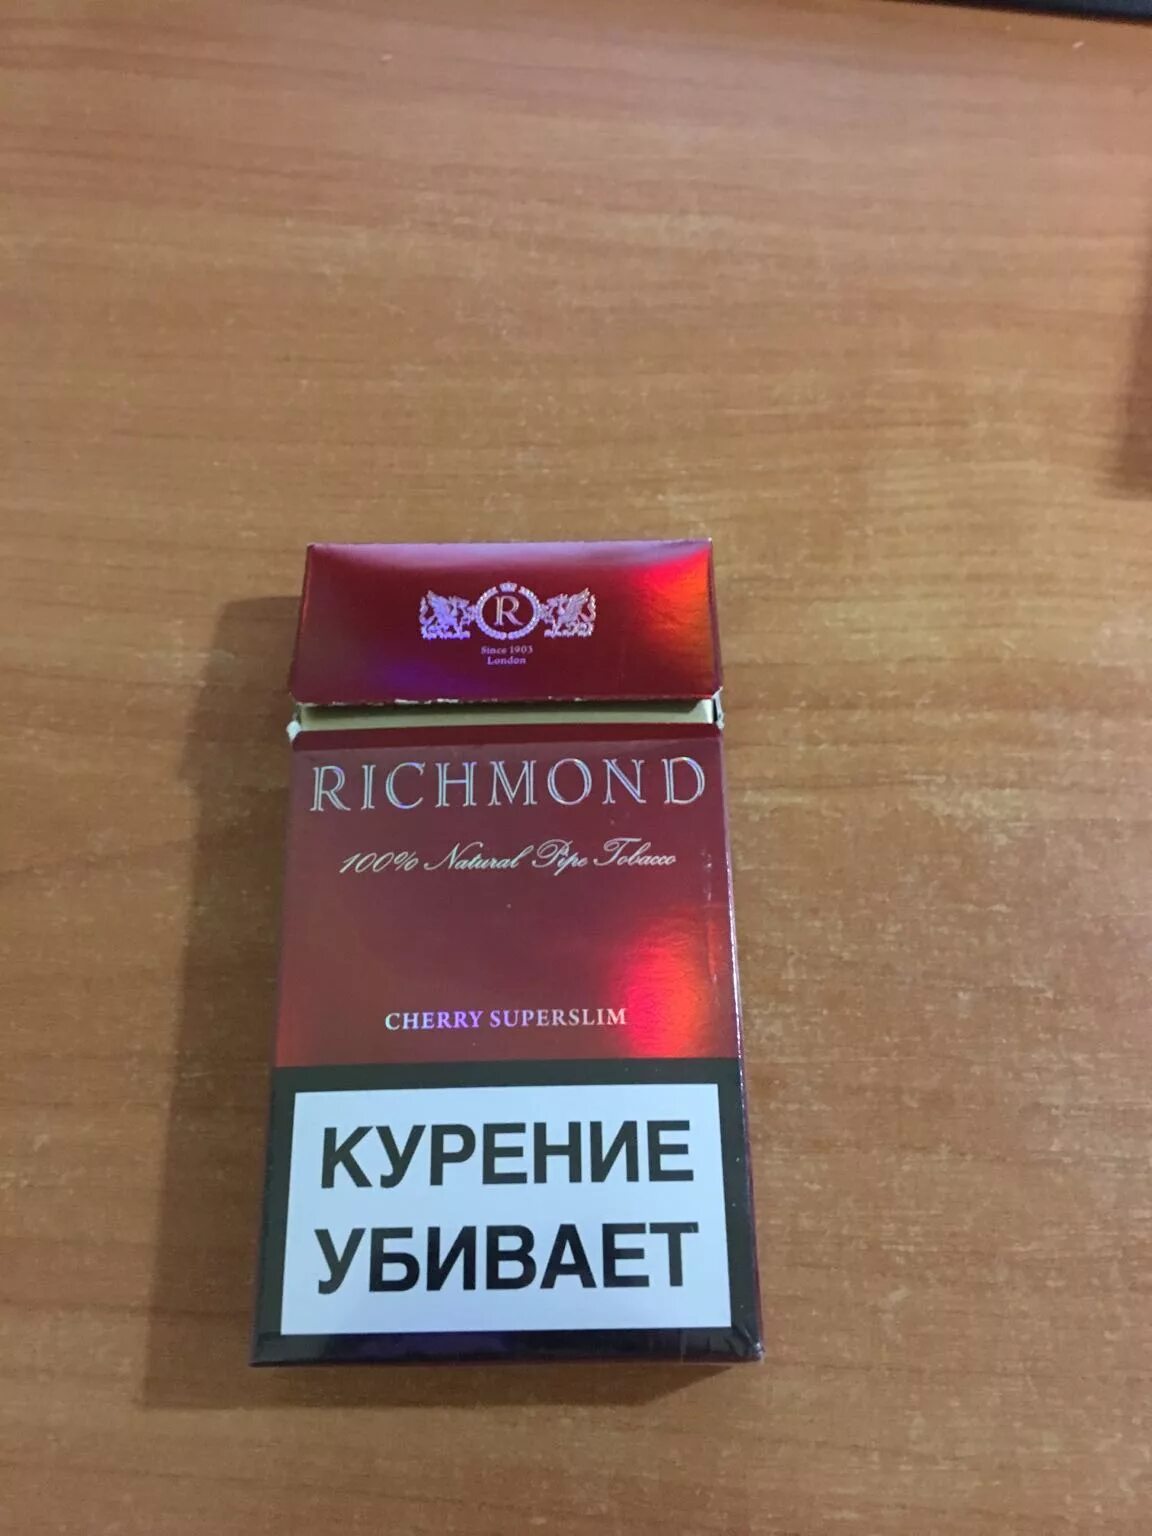 R
Since 1903
London
RICHMOND
100% Natural Pipe Tobacco
CHERRY SUPERSLIM
КУРЕНИЕ
УБИВАЕТ